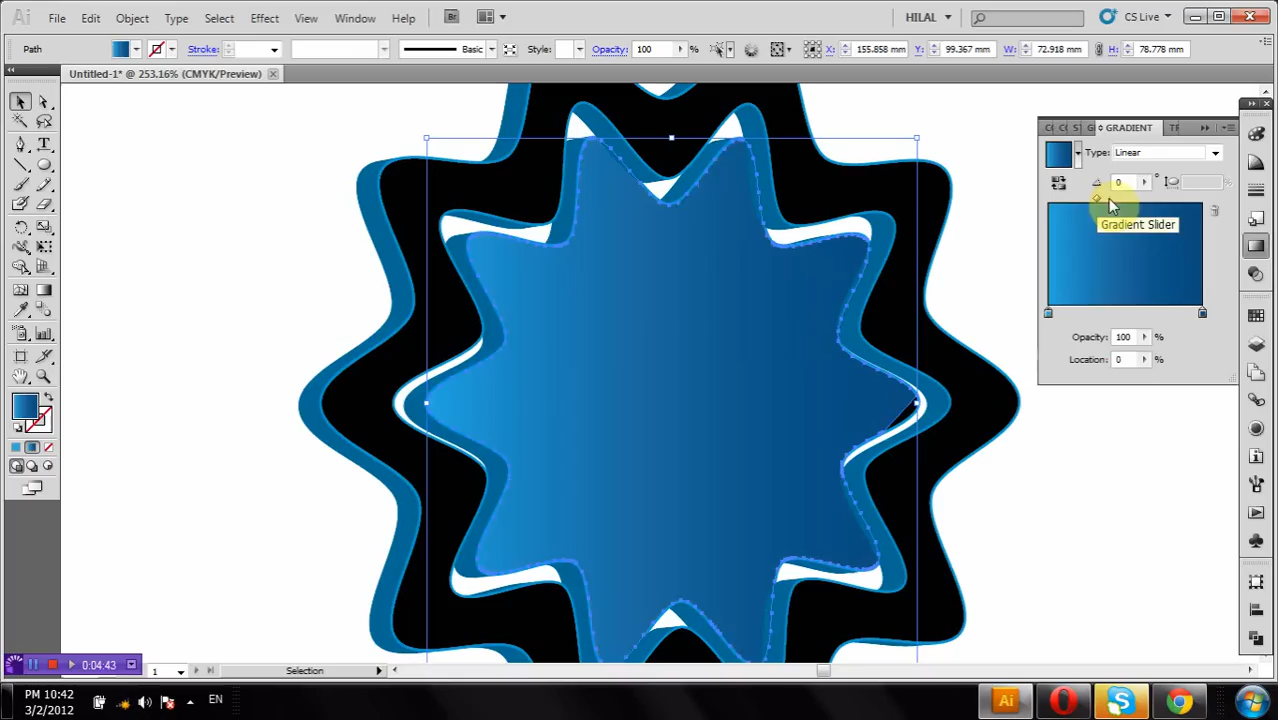 Ai
File Edit Object Type Select Effect View Window Help
Br
HILAL
CS Live
Path
Stroke:
Basic
Style:
Opacity: 100 %
X: 155.858 mm
Y: 99.367 mm
W: 72.918 mm
H: 78.778 mm
Untitled-1* @ 253.16% (CMYK/Preview)
GRADIENT
Type: Linear
0 °
%
Gradient Slider
Opacity: 100 %
Location: 0 %
T
0:04:43
1
Selection
PM 10:42
3/2/2012
EN
Ai